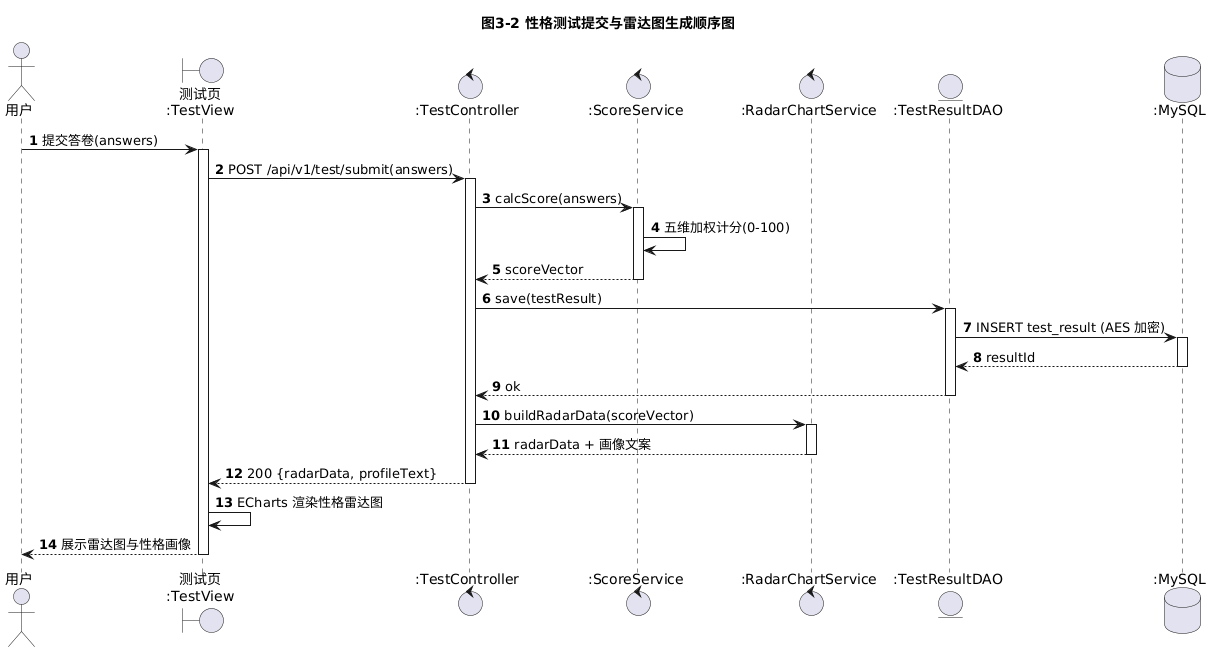 图3-2 性格测试提交与雷达图生成顺序图
用户
测试页
:TestView
:TestController
:ScoreService
:RadarChartService
:TestResultDAO
:MySQL
1 提交答卷(answers)
2 POST /api/v1/test/submit(answers)
3 calcScore(answers)
4 五维加权计分(0-100)
5 scoreVector
6 save(testResult)
7 INSERT test_result (AES 加密)
8 resultId
9 ok
10 buildRadarData(scoreVector)
11 radarData + 画像文案
12 200 {radarData, profileText}
13 ECharts 渲染性格雷达图
14 展示雷达图与性格画像
用户
测试页
:TestView
:TestController
:ScoreService
:RadarChartService
:TestResultDAO
:MySQL